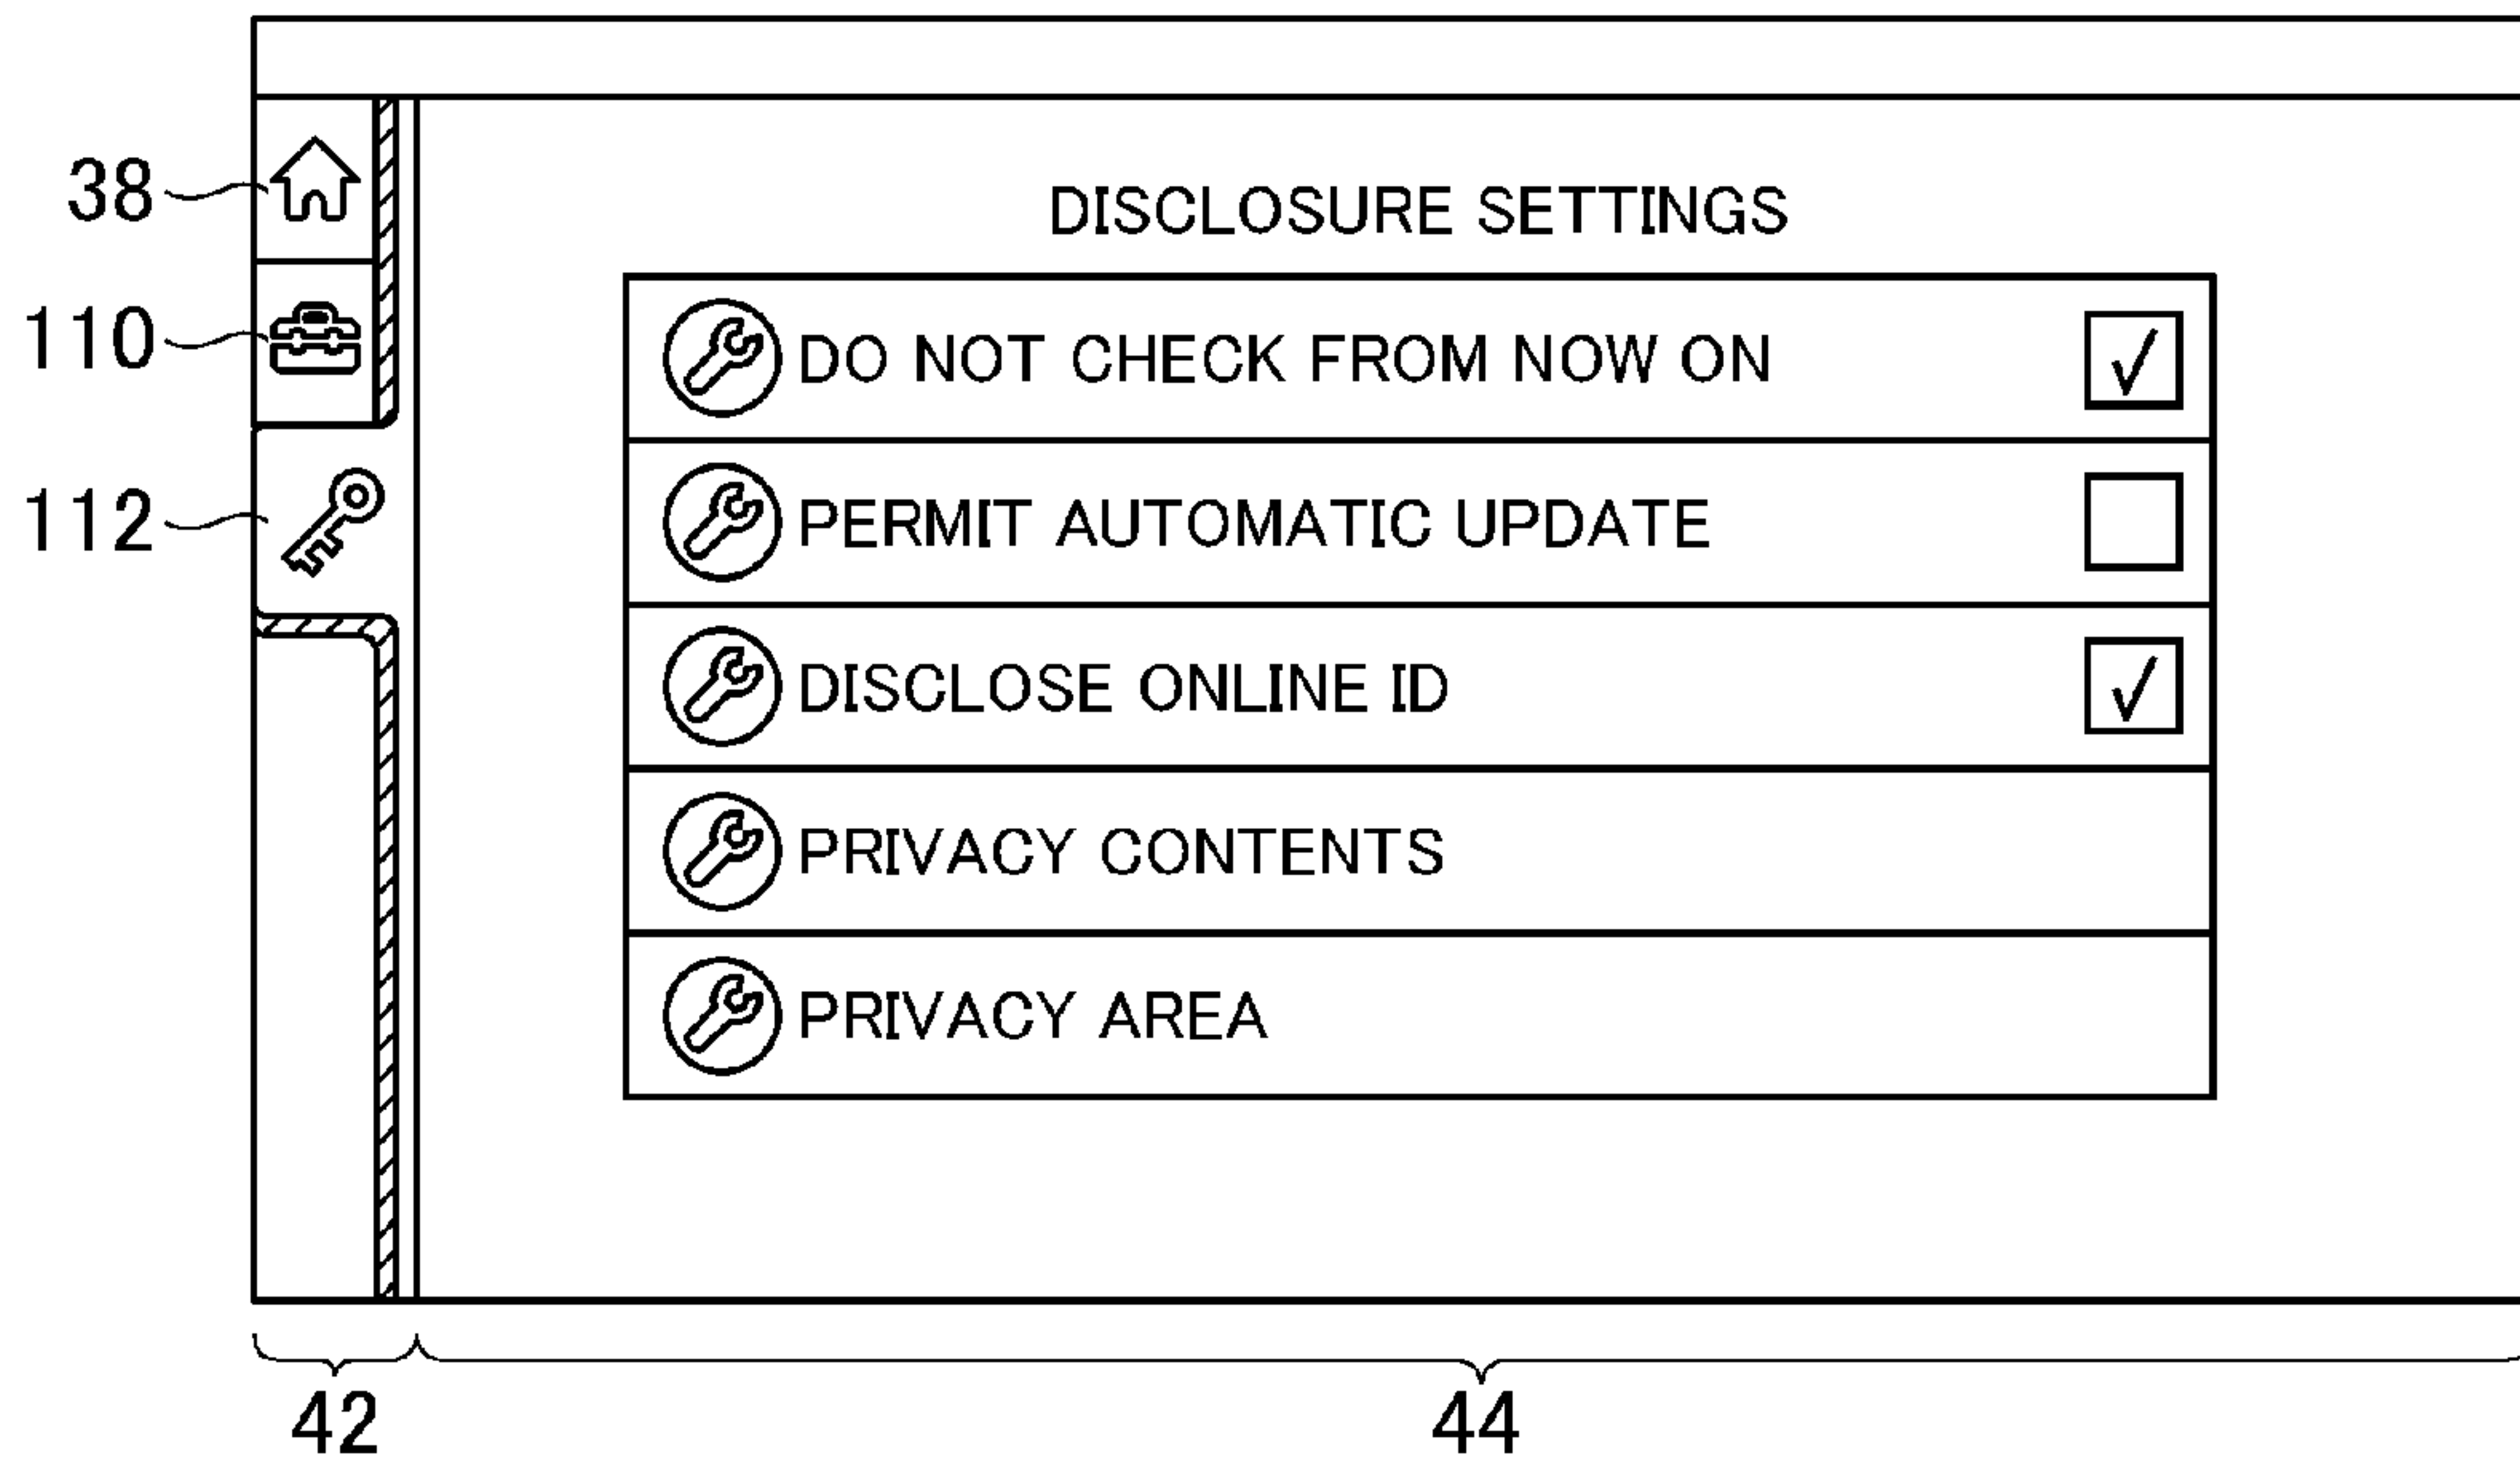 38
110
112
DISCLOSURE SETTINGS
DO NOT CHECK FROM NOW ON
PERMIT AUTOMATIC UPDATE
DISCLOSE ONLINE ID
PRIVACY CONTENTS
PRIVACY AREA
42
44